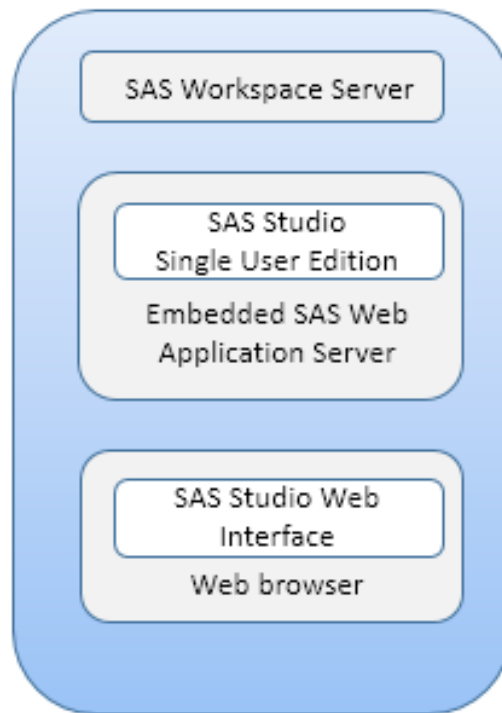 SAS Workspace Server
SAS Studio
Single User Edition
Embedded SAS Web
Application Server
SAS Studio Web
Interface
Web browser